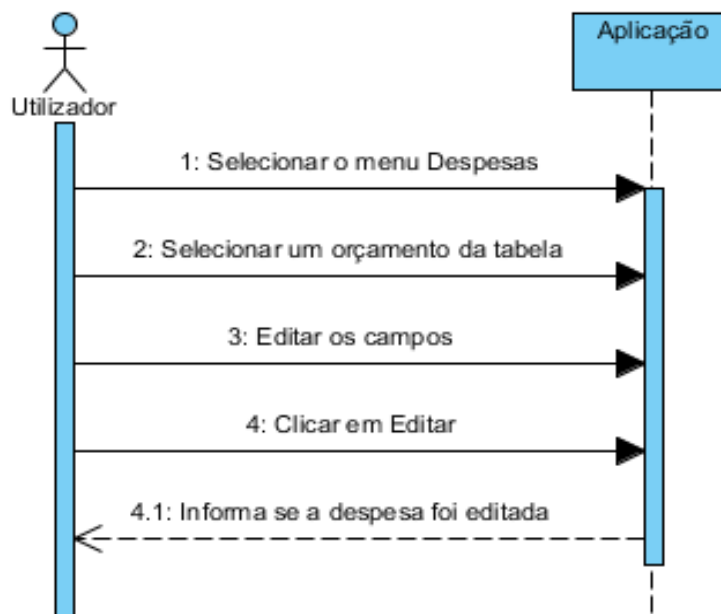 Utilizador
Aplicação
1: Selecionar o menu Despesas
2: Selecionar um orçamento da tabela
3: Editar os campos
4: Clicar em Editar
4.1: Informa se a despesa foi editada